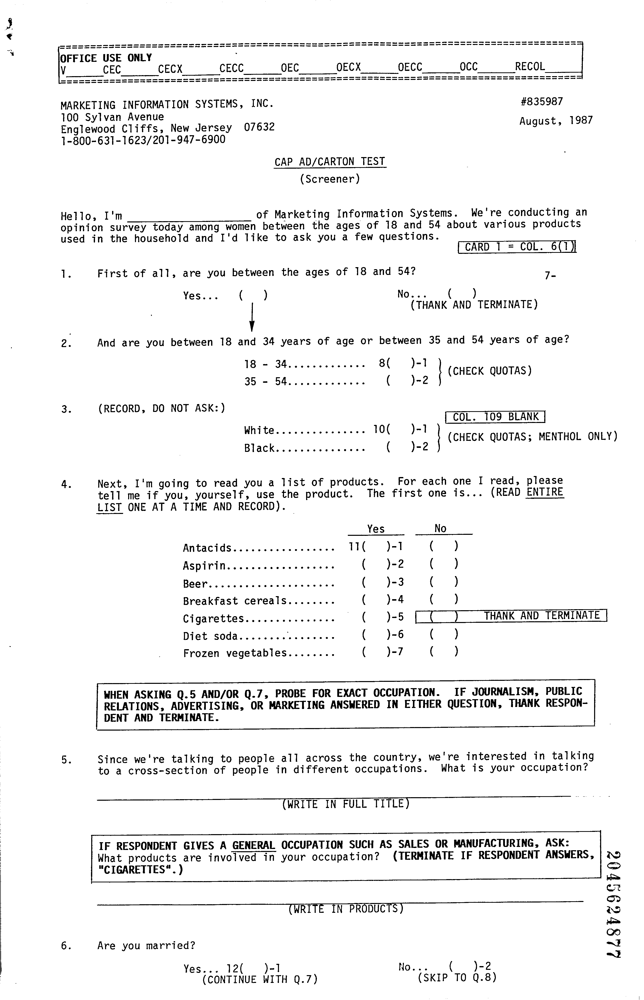 OFFICE USE ONLY
V_____CEC_____CECX_____CECC_____OEC_____OECX_____OECC_____OCC_____RECOL_____
MARKETING INFORMATION SYSTEMS, INC. #835987
100 Sylvan Avenue
Englewood Cliffs, New Jersey 07632 August, 1987
1-800-631-1623/201-947-6900
CAP AD/CARTON TEST
(Screener)
Hello, I'm __________________ of Marketing Information Systems. We're conducting an
opinion survey today among women between the ages of 18 and 54 about various products
used in the household and I'd like to ask you a few questions.
CARD 1 = COL. 6(1)
1. First of all, are you between the ages of 18 and 54? 7-
Yes... ( ) No... ( )
(THANK AND TERMINATE)
2. And are you between 18 and 34 years of age or between 35 and 54 years of age?
18 - 34............. 8( )-1
(CHECK QUOTAS)
35 - 54............. ( )-2
3. (RECORD, DO NOT ASK:)
COL. 109 BLANK
White............... 10( )-1
(CHECK QUOTAS; MENTHOL ONLY)
Black............... ( )-2
4. Next, I'm going to read you a list of products. For each one I read, please
tell me if you, yourself, use the product. The first one is... (READ ENTIRE
LIST ONE AT A TIME AND RECORD).
Yes No
Antacids................. 11( )-1 ( )
Aspirin.................. ( )-2 ( )
Beer..................... ( )-3 ( )
Breakfast cereals........ ( )-4 ( )
Cigarettes............... ( )-5 ( ) THANK AND TERMINATE
Diet soda................ ( )-6 ( )
Frozen vegetables........ ( )-7 ( )
WHEN ASKING Q.5 AND/OR Q.7, PROBE FOR EXACT OCCUPATION. IF JOURNALISM, PUBLIC
RELATIONS, ADVERTISING, OR MARKETING ANSWERED IN EITHER QUESTION, THANK RESPON-
DENT AND TERMINATE.
5. Since we're talking to people all across the country, we're interested in talking
to a cross-section of people in different occupations. What is your occupation?
(WRITE IN FULL TITLE)
IF RESPONDENT GIVES A GENERAL OCCUPATION SUCH AS SALES OR MANUFACTURING, ASK:
What products are involved in your occupation? (TERMINATE IF RESPONDENT ANSWERS,
"CIGARETTES".)
(WRITE IN PRODUCTS)
6. Are you married?
Yes... 12( )-1 No... ( )-2
(CONTINUE WITH Q.7) (SKIP TO Q.8)
2045624877